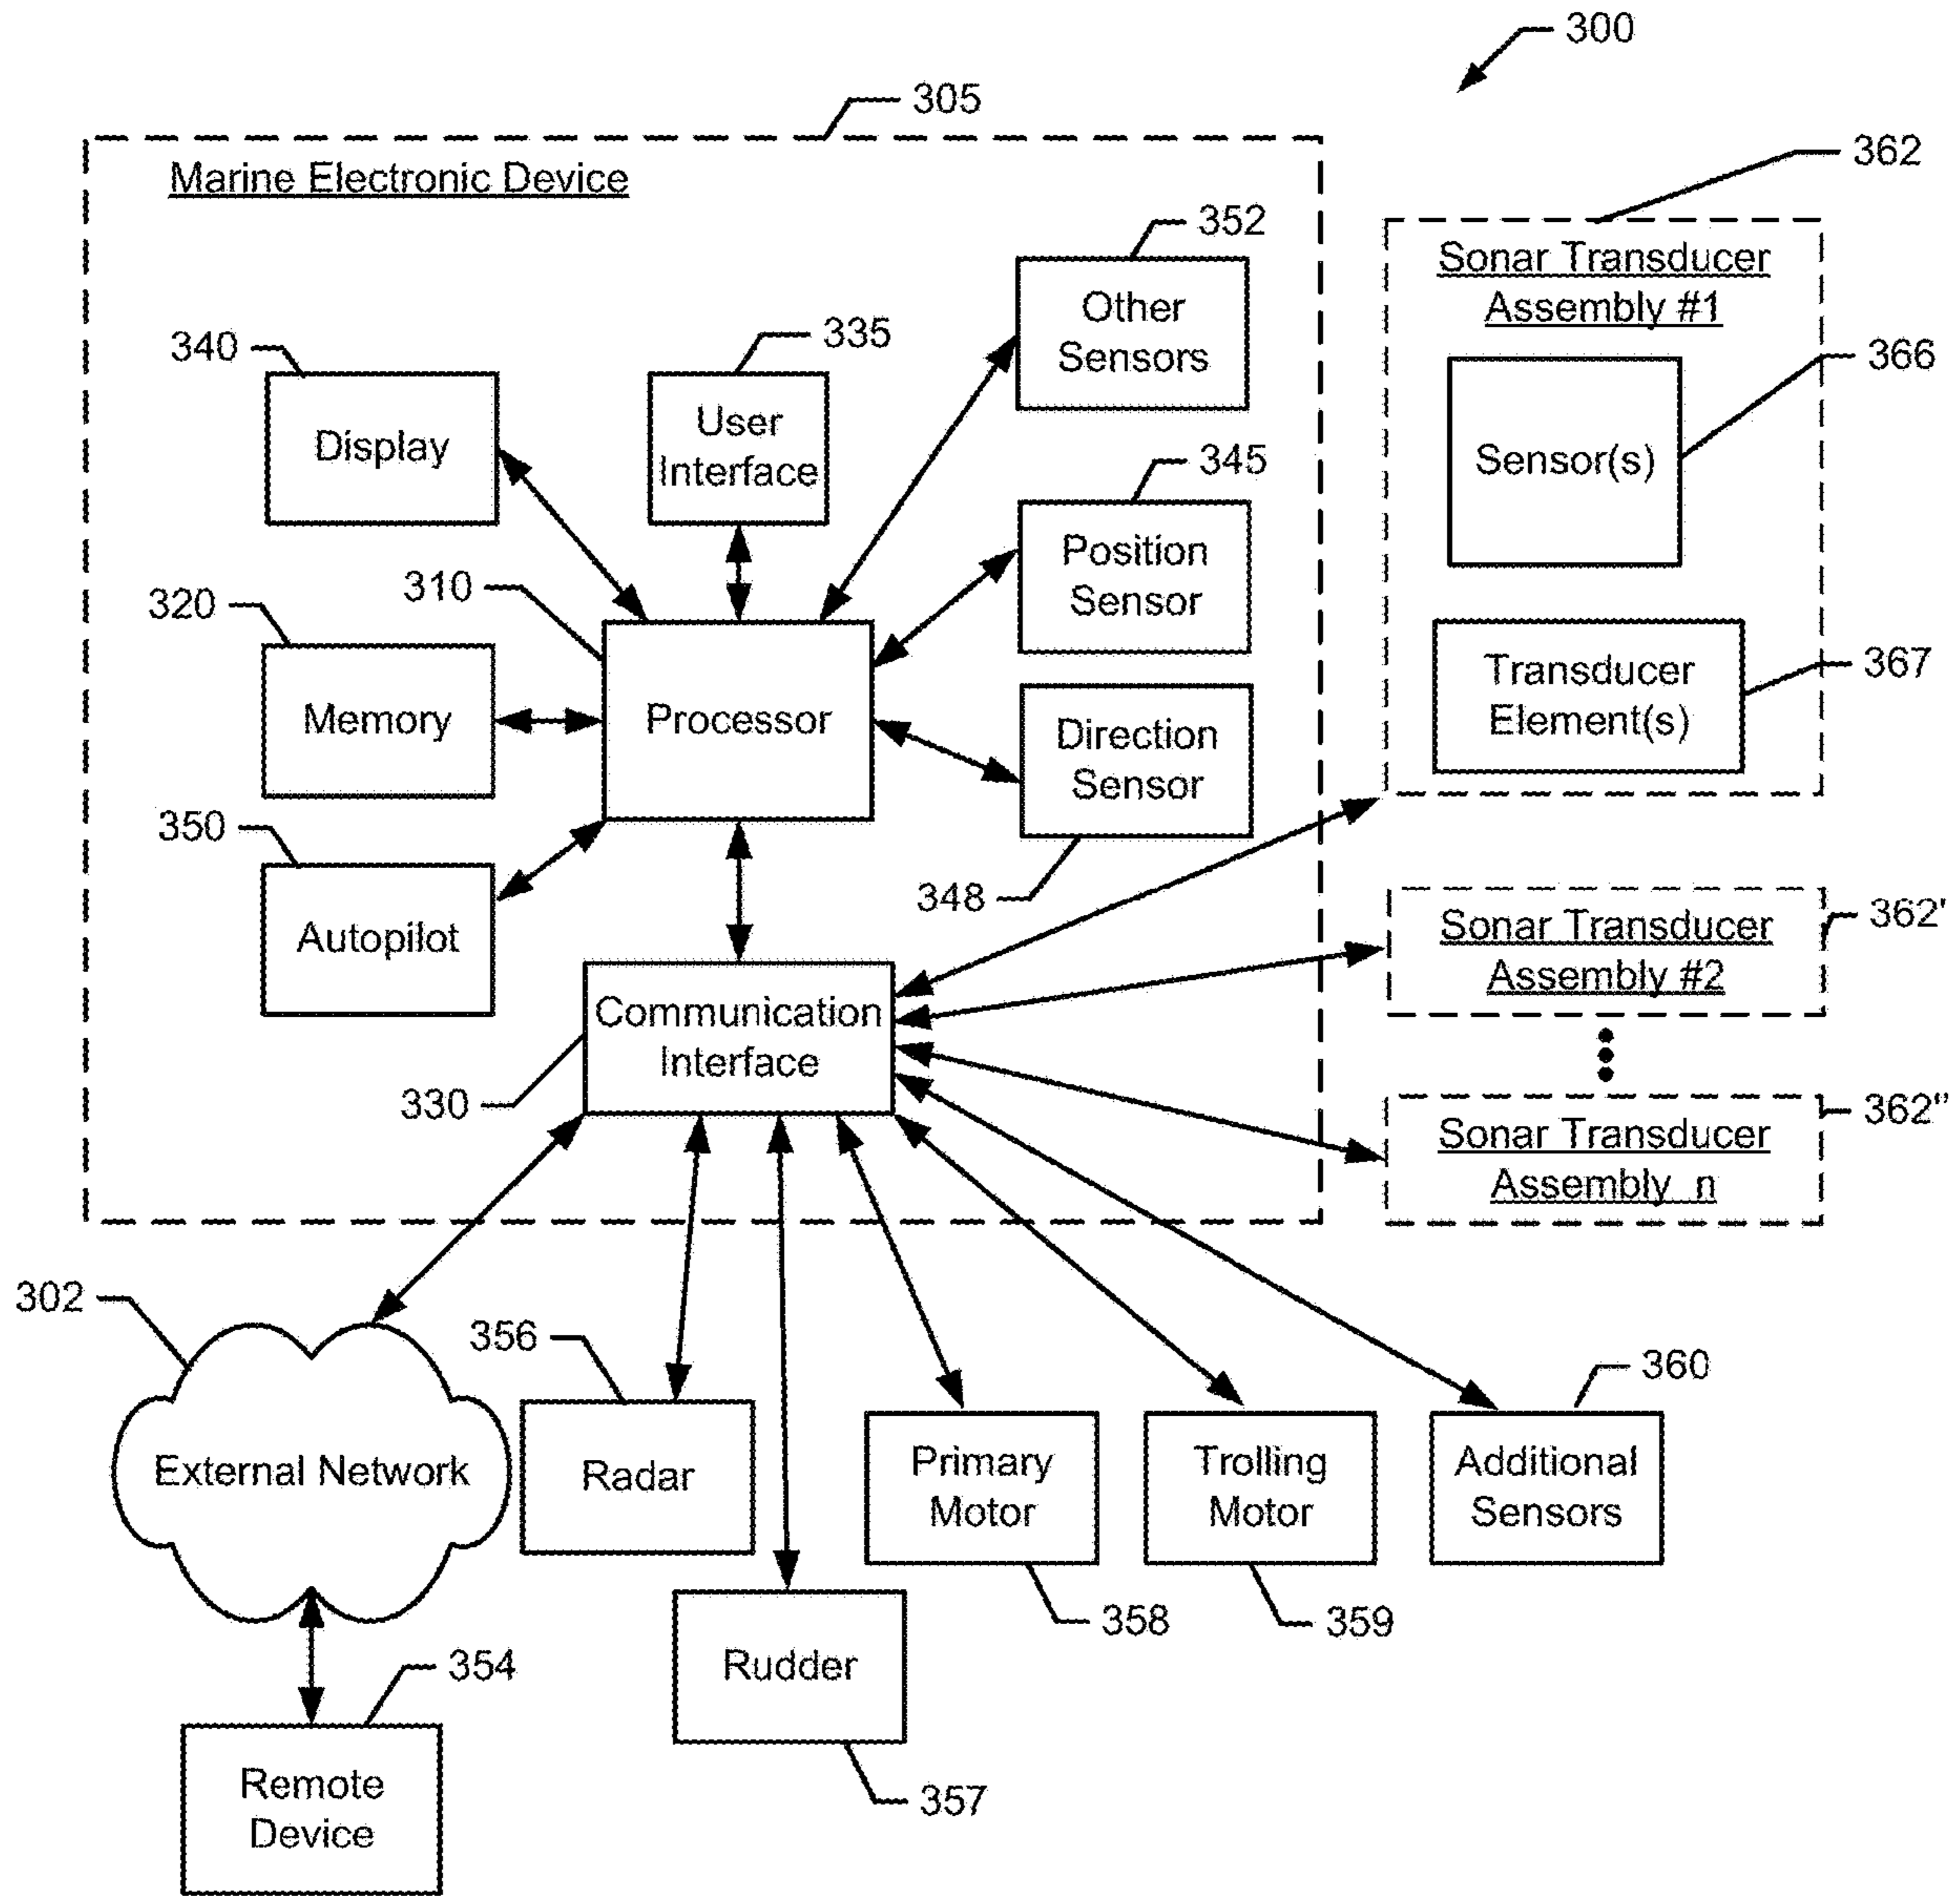 300
305
Marine Electronic Device
362
352
Sonar Transducer
Assembly #1
Other
Sensors
340
335
366
Display
User
Interface
345
Sensor(s)
Position
Sensor
310
320
367
Transducer
Element(s)
Memory
Processor
Direction
Sensor
350
348
362'
Autopilot
Sonar Transducer
Assembly #2
Communication
Interface
330
362"
Sonar Transducer
Assembly n
302
356
360
External Network
Radar
Primary
Motor
Trolling
Motor
Additional
Sensors
358
359
354
Rudder
357
Remote
Device